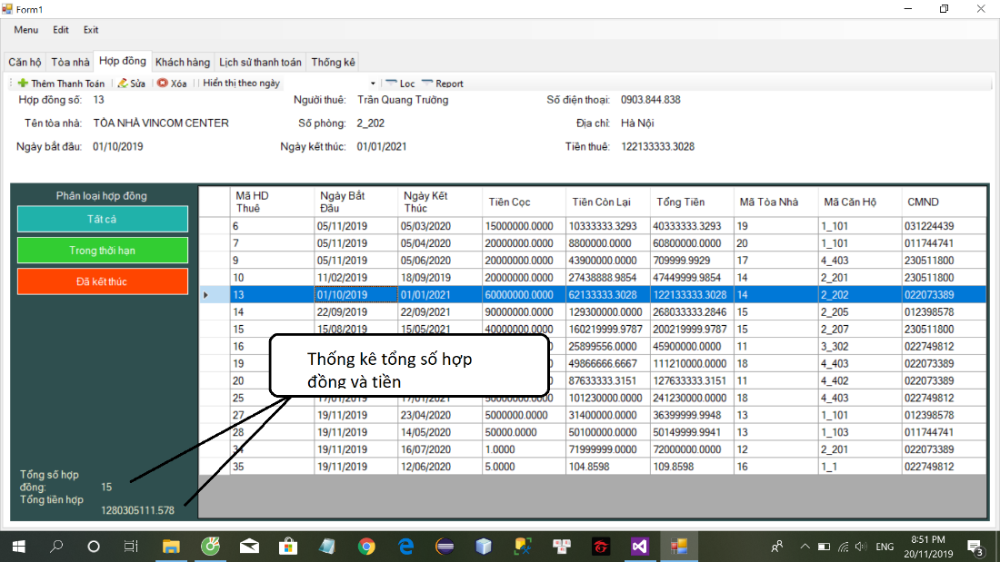 Form1
Menu Edit Exit
Căn hộ Tòa nhà Hợp đồng Khách hàng Lịch sử thanh toán Thống kê
Thêm Thanh Toán Sửa Xóa Hiển thị theo ngày Loc Report
Hợp đồng số: 13 Người thuê: Trần Quang Trường Số điện thoại: 0903.844.838
Tên tòa nhà: TÒA NHÀ VINCOM CENTER Số phòng: 2_202 Địa chỉ: Hà Nội
Ngày bắt đầu: 01/10/2019 Ngày kết thúc: 01/01/2021 Tiền thuê: 122133333.3028
Phân loại hợp đồng
Tất cả
Trong thời hạn
Đã kết thúc
Mã HD Thuê Ngày Bắt Đầu Ngày Kết Thúc Tiền Cọc Tiền Còn Lại Tổng Tiền Mã Tòa Nhà Mã Căn Hộ CMND
6 05/11/2019 05/03/2020 15000000.0000 10333333.3293 40333333.3293 19 1_101 031224439
7 05/11/2019 05/04/2020 20000000.0000 8800000.0000 60800000.0000 20 1_101 011744741
9 05/11/2019 05/06/2020 20000000.0000 43900000.0000 709999.9929 17 4_403 230511800
10 11/02/2019 18/09/2019 20000000.0000 27438888.9854 47449999.9854 14 2_201 230511800
13 01/10/2019 01/01/2021 60000000.0000 62133333.3028 122133333.3028 14 2_202 022073389
14 22/09/2019 22/09/2021 90000000.0000 129300000.0000 268033333.2846 15 2_205 012398578
15 15/08/2019 15/05/2021 40000000.0000 160219999.9787 200219999.9787 15 2_207 230511800
16 25899556.0000 45900000.0000 11 3_302 022749812
19 49866666.6667 111210000.0000 18 4_403 022073389
20 87633333.3151 127633333.3151 11 4_402 022073389
25 17/01/2019 17/01/2021 50000000.0000 101230000.0000 241230000.0000 18 4_403 022749812
27 19/11/2019 23/04/2020 5000000.0000 31400000.0000 36399999.9948 13 1_101 012398578
28 19/11/2019 14/05/2020 50000.0000 50100000.0000 50149999.9941 13 1_103 011744741
34 19/11/2019 16/07/2020 1.0000 71999999.0000 72000000.0000 12 2_201 022073389
35 19/11/2019 12/06/2020 5.0000 104.8598 109.8598 16 1_1 022749812
Thống kê tổng số hợp
đồng và tiền
Tổng số hợp
đồng: 15
Tổng tiền hợp
1280305111.578
ENG
8:51 PM
20/11/2019
3